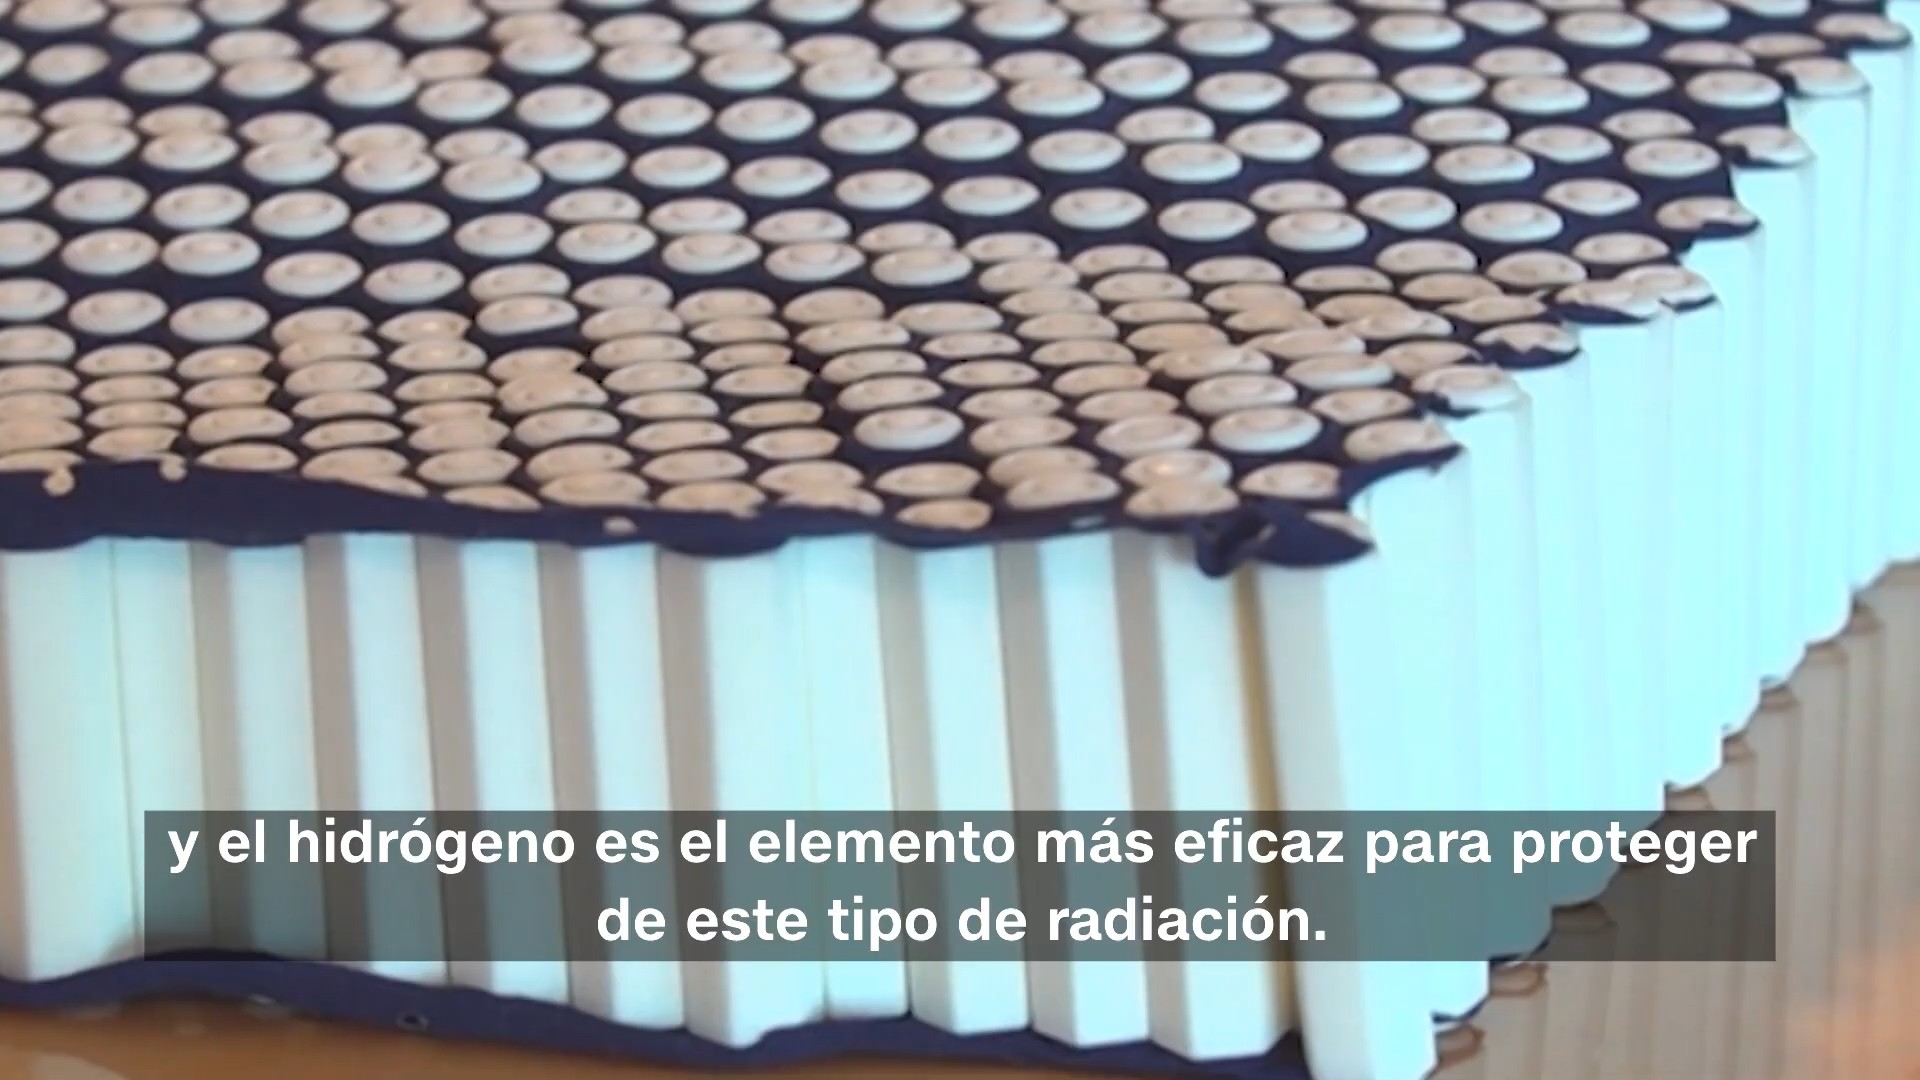 y el hidrógeno es el elemento más eficaz para proteger
de este tipo de radiación.